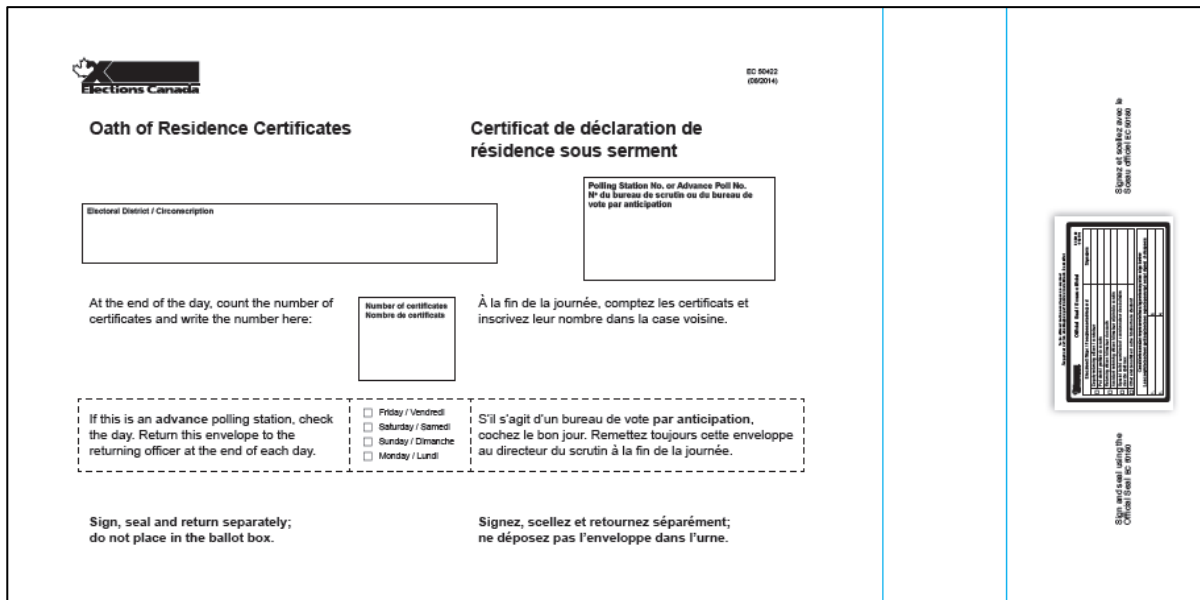 Elections Canada
EC 50422
(08/2014)
Oath of Residence Certificates
Certificat de déclaration de
résidence sous serment
Electoral District / Circonscription
Polling Station No. or Advance Poll No.
Nº du bureau de scrutin ou du bureau de
vote par anticipation
At the end of the day, count the number of
certificates and write the number here:
Number of certificates
Nombre de certificats
À la fin de la journée, comptez les certificats et
inscrivez leur nombre dans la case voisine.
If this is an advance polling station, check
the day. Return this envelope to the
returning officer at the end of each day.
Friday / Vendredi
Saturday / Samedi
Sunday / Dimanche
Monday / Lundi
S'il s'agit d'un bureau de vote par anticipation,
cochez le bon jour. Remettez toujours cette enveloppe
au directeur du scrutin à la fin de la journée.
Sign, seal and return separately;
do not place in the ballot box.
Signez, scellez et retournez séparément;
ne déposez pas l'enveloppe dans l'urne.
Signez et scellez avec le
Sceau officiel EC 50160
Official Seal / Sceau officiel
Sign and seal using the
Official Seal EC 50160